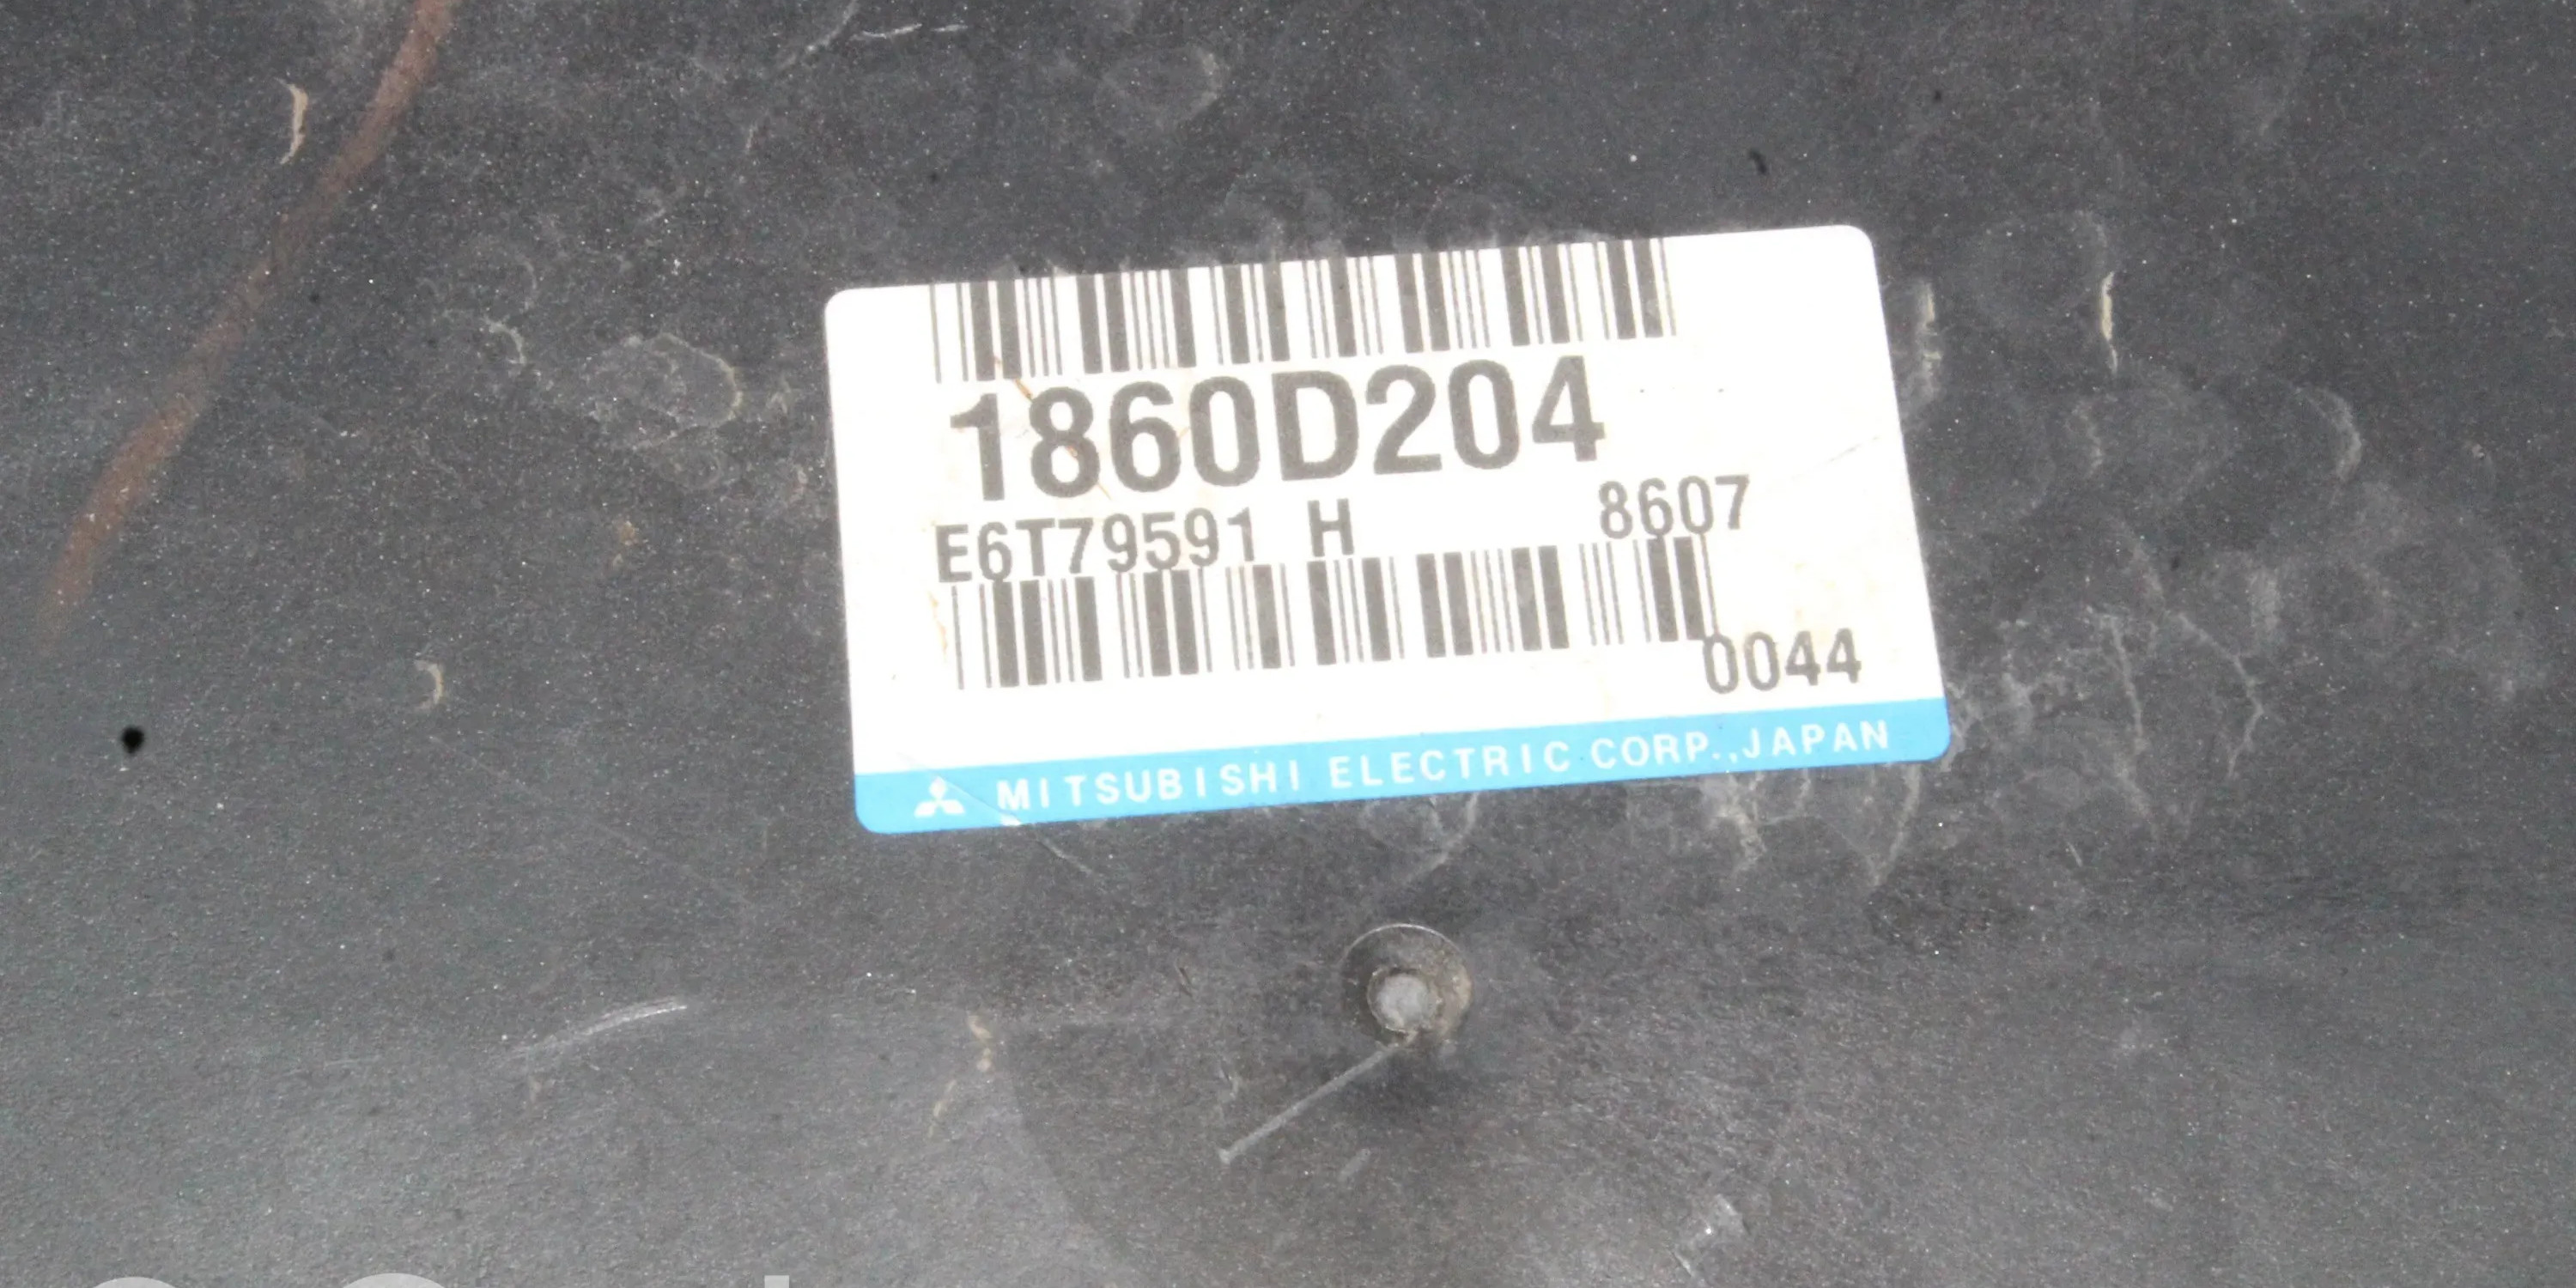 1860D204
E6T79591 H 8607
0044
MITSUBISHI ELECTRIC CORP.,JAPAN